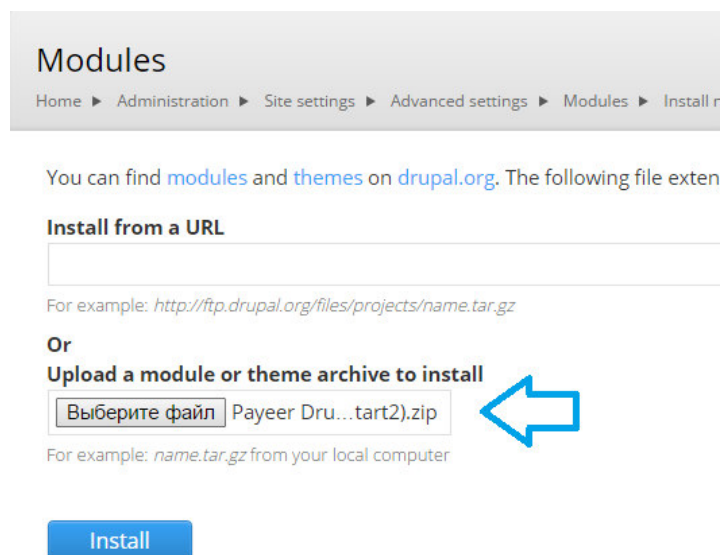 Modules
Home ▶ Administration ▶ Site settings ▶ Advanced settings ▶ Modules ▶ Install
You can find modules and themes on drupal.org. The following file exten
Install from a URL
For example: http://ftp.drupal.org/files/projects/name.tar.gz
Or
Upload a module or theme archive to install
Выберите файл Payeer Dru…tart2).zip
For example: name.tar.gz from your local computer
Install